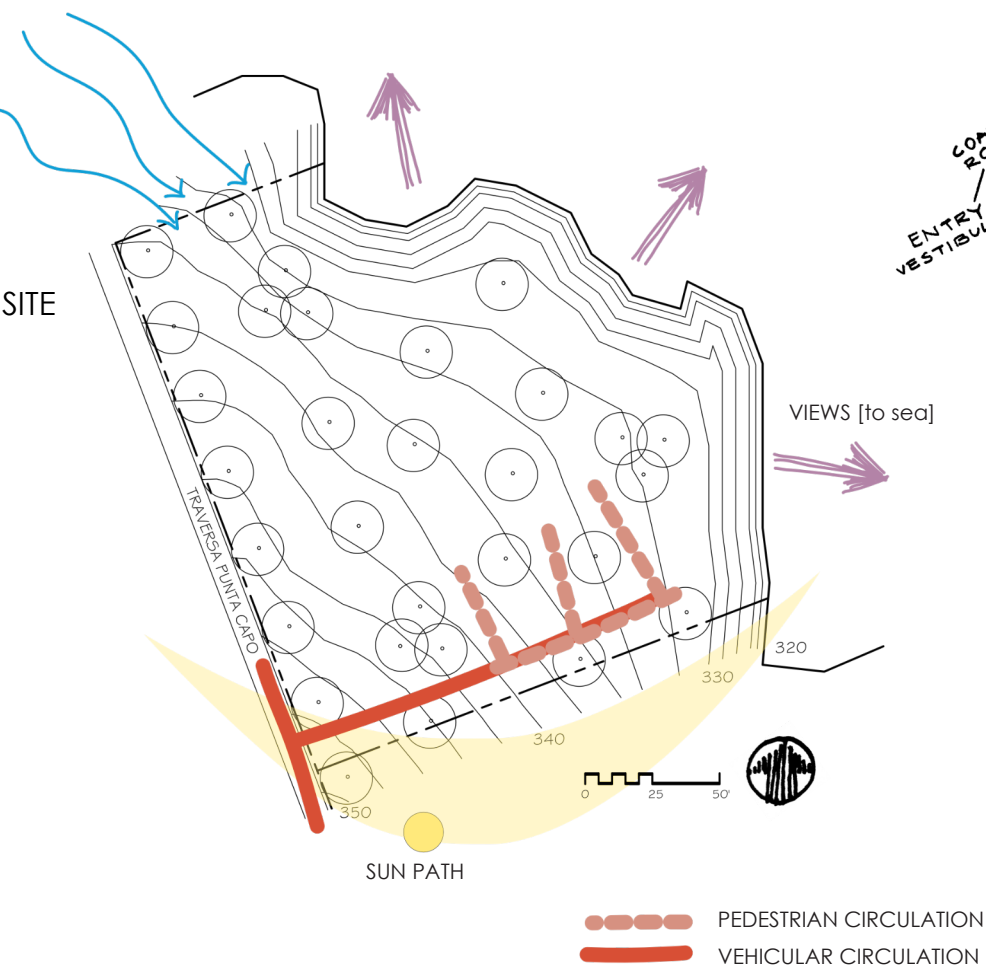 SITE
ENTRY
VIEWS [to sea]
TRAVERSA PUNTA CAPO
320
330
340
350
0 25 50'
SUN PATH
PEDESTRIAN CIRCULATION
VEHICULAR CIRCULATION